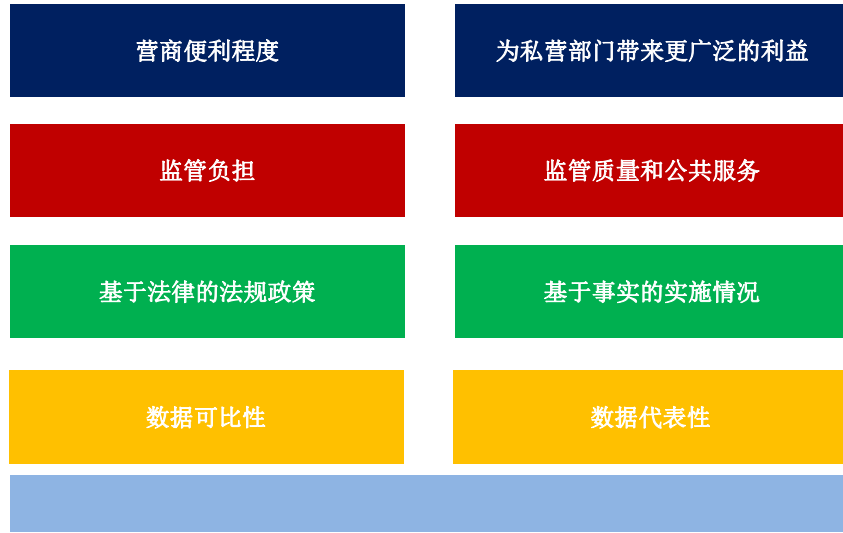 营商便利程度
为私营部门带来更广泛的利益
监管负担
监管质量和公共服务
基于法律的法规政策
基于事实的实施情况
数据可比性
数据代表性